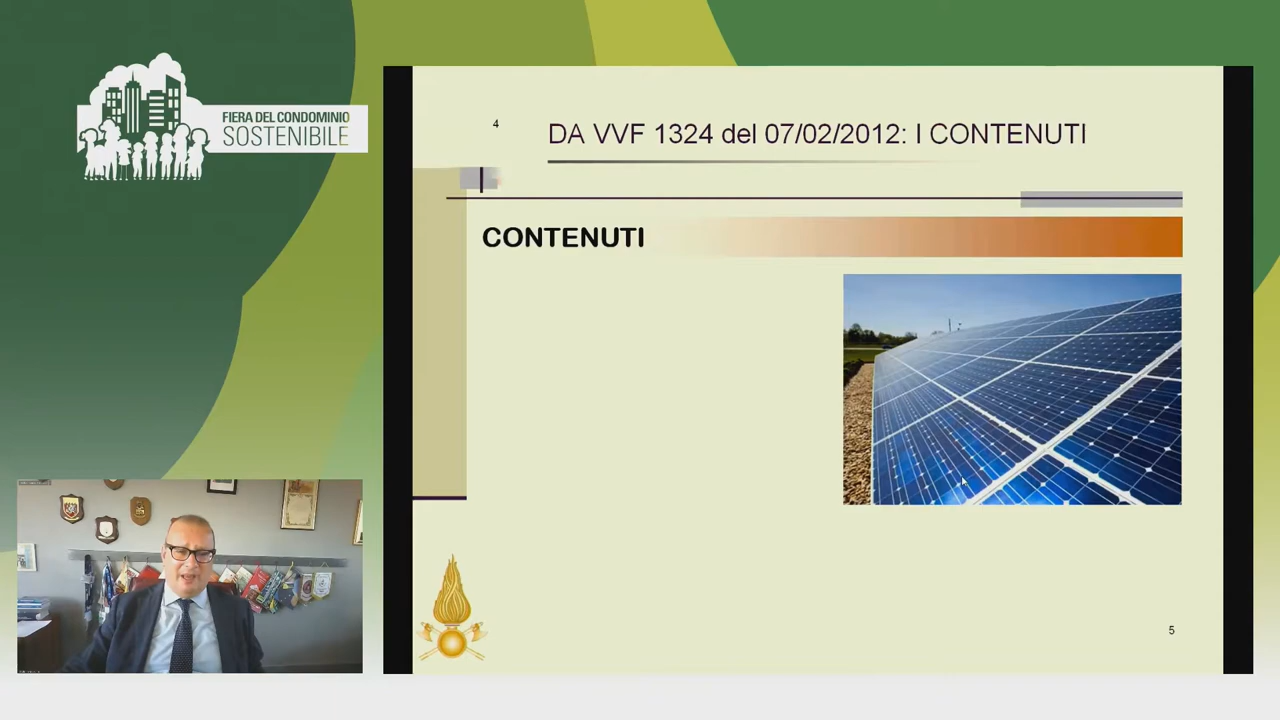 FIERA DEL CONDOMINIO
SOSTENIBILE
4
DA VVF 1324 del 07/02/2012: I CONTENUTI
CONTENUTI
5